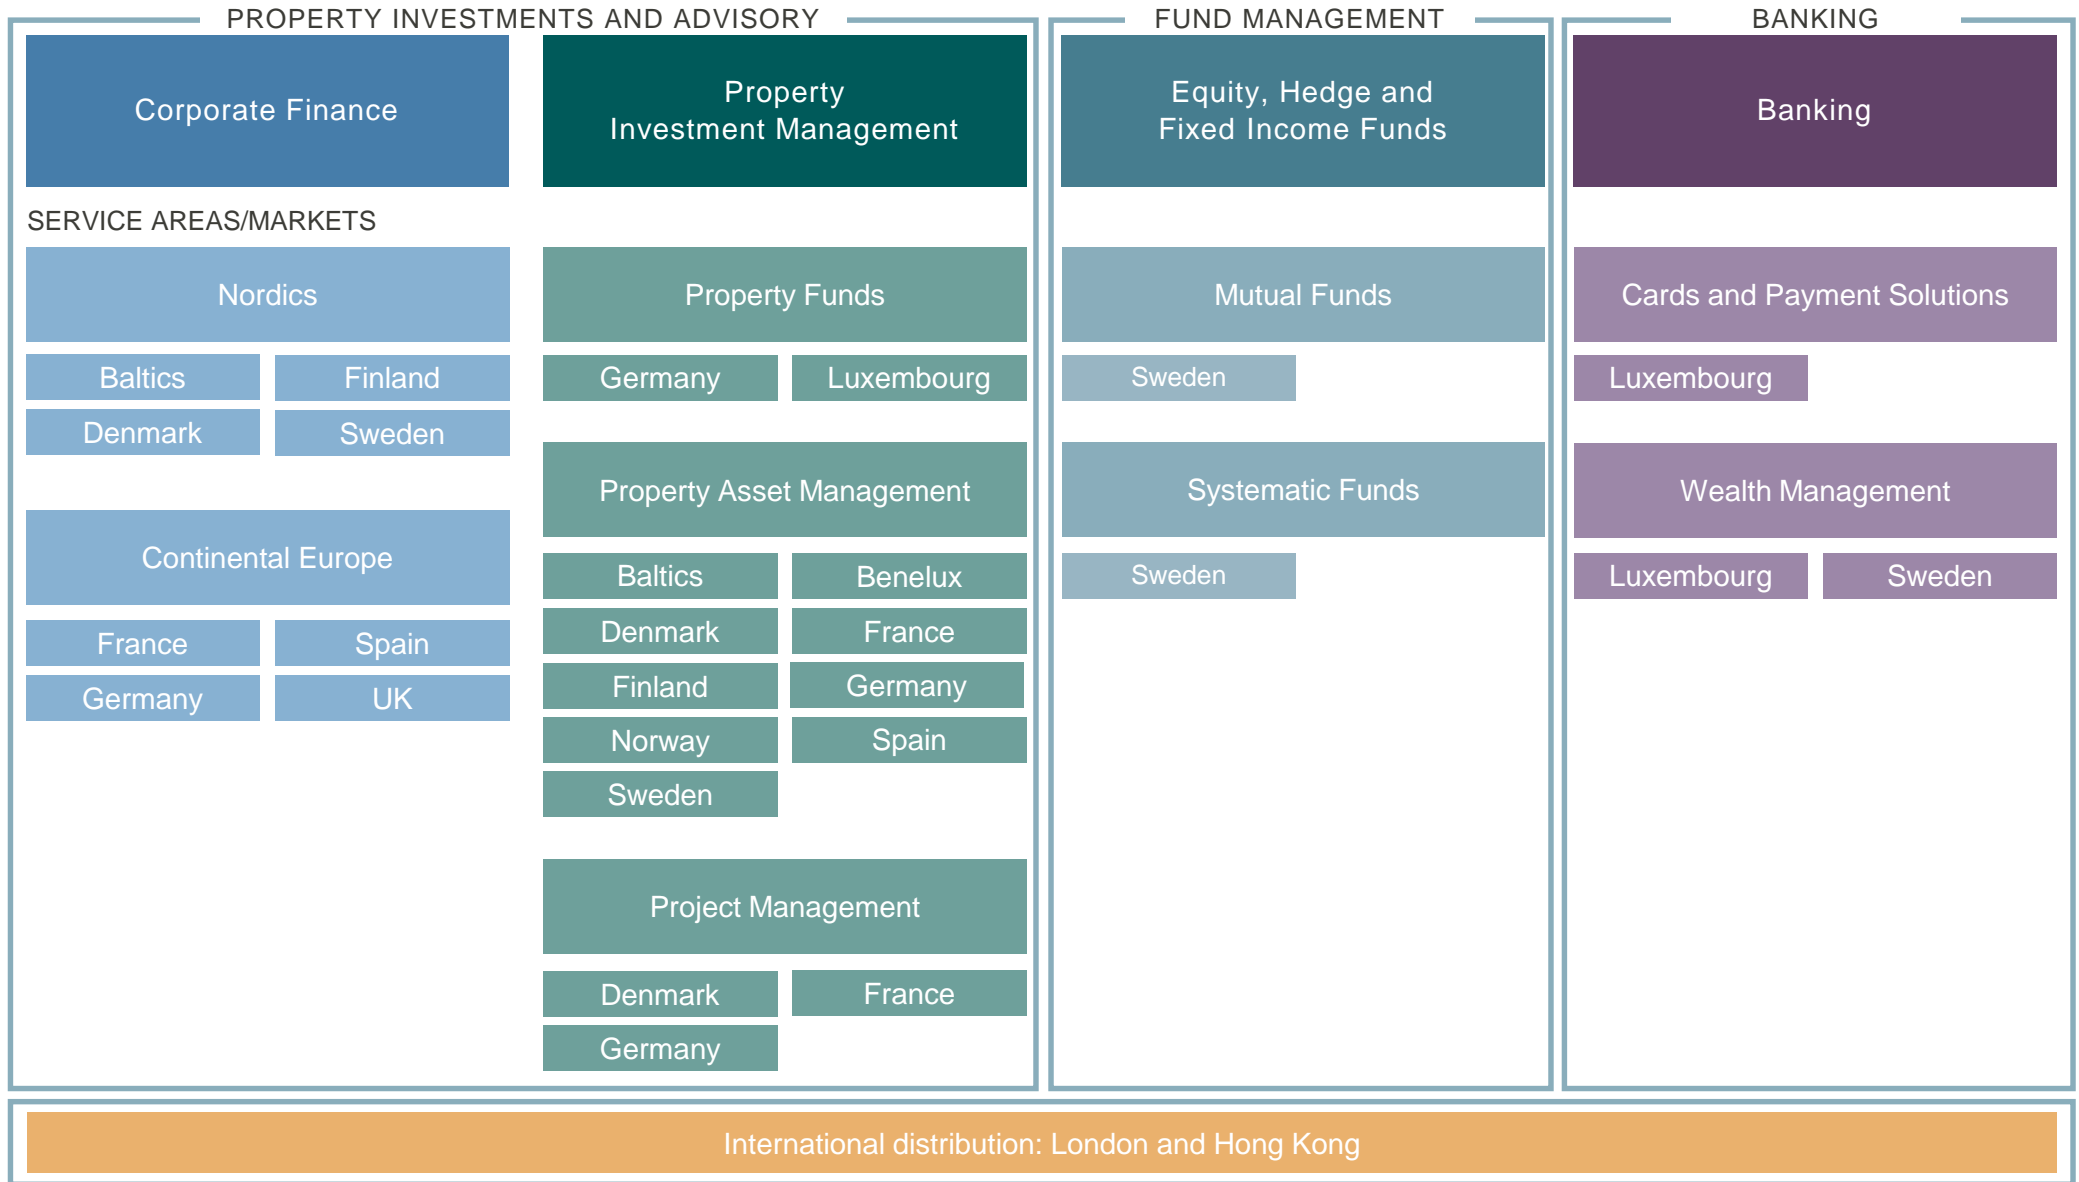 PROPERTY INVESTMENTS AND ADVISORY
Corporate Finance
Property
Investment Management
SERVICE AREAS/MARKETS
Nordics
Baltics
Finland
Denmark
Sweden
Continental Europe
France
Spain
Germany
UK
Property Funds
Germany
Luxembourg
Property Asset Management
Baltics
Benelux
Denmark
France
Finland
Germany
Norway
Spain
Sweden
Project Management
Denmark
France
Germany
FUND MANAGEMENT
Equity, Hedge and
Fixed Income Funds
Mutual Funds
Sweden
Systematic Funds
Sweden
BANKING
Banking
Cards and Payment Solutions
Luxembourg
Wealth Management
Luxembourg
Sweden
International distribution: London and Hong Kong